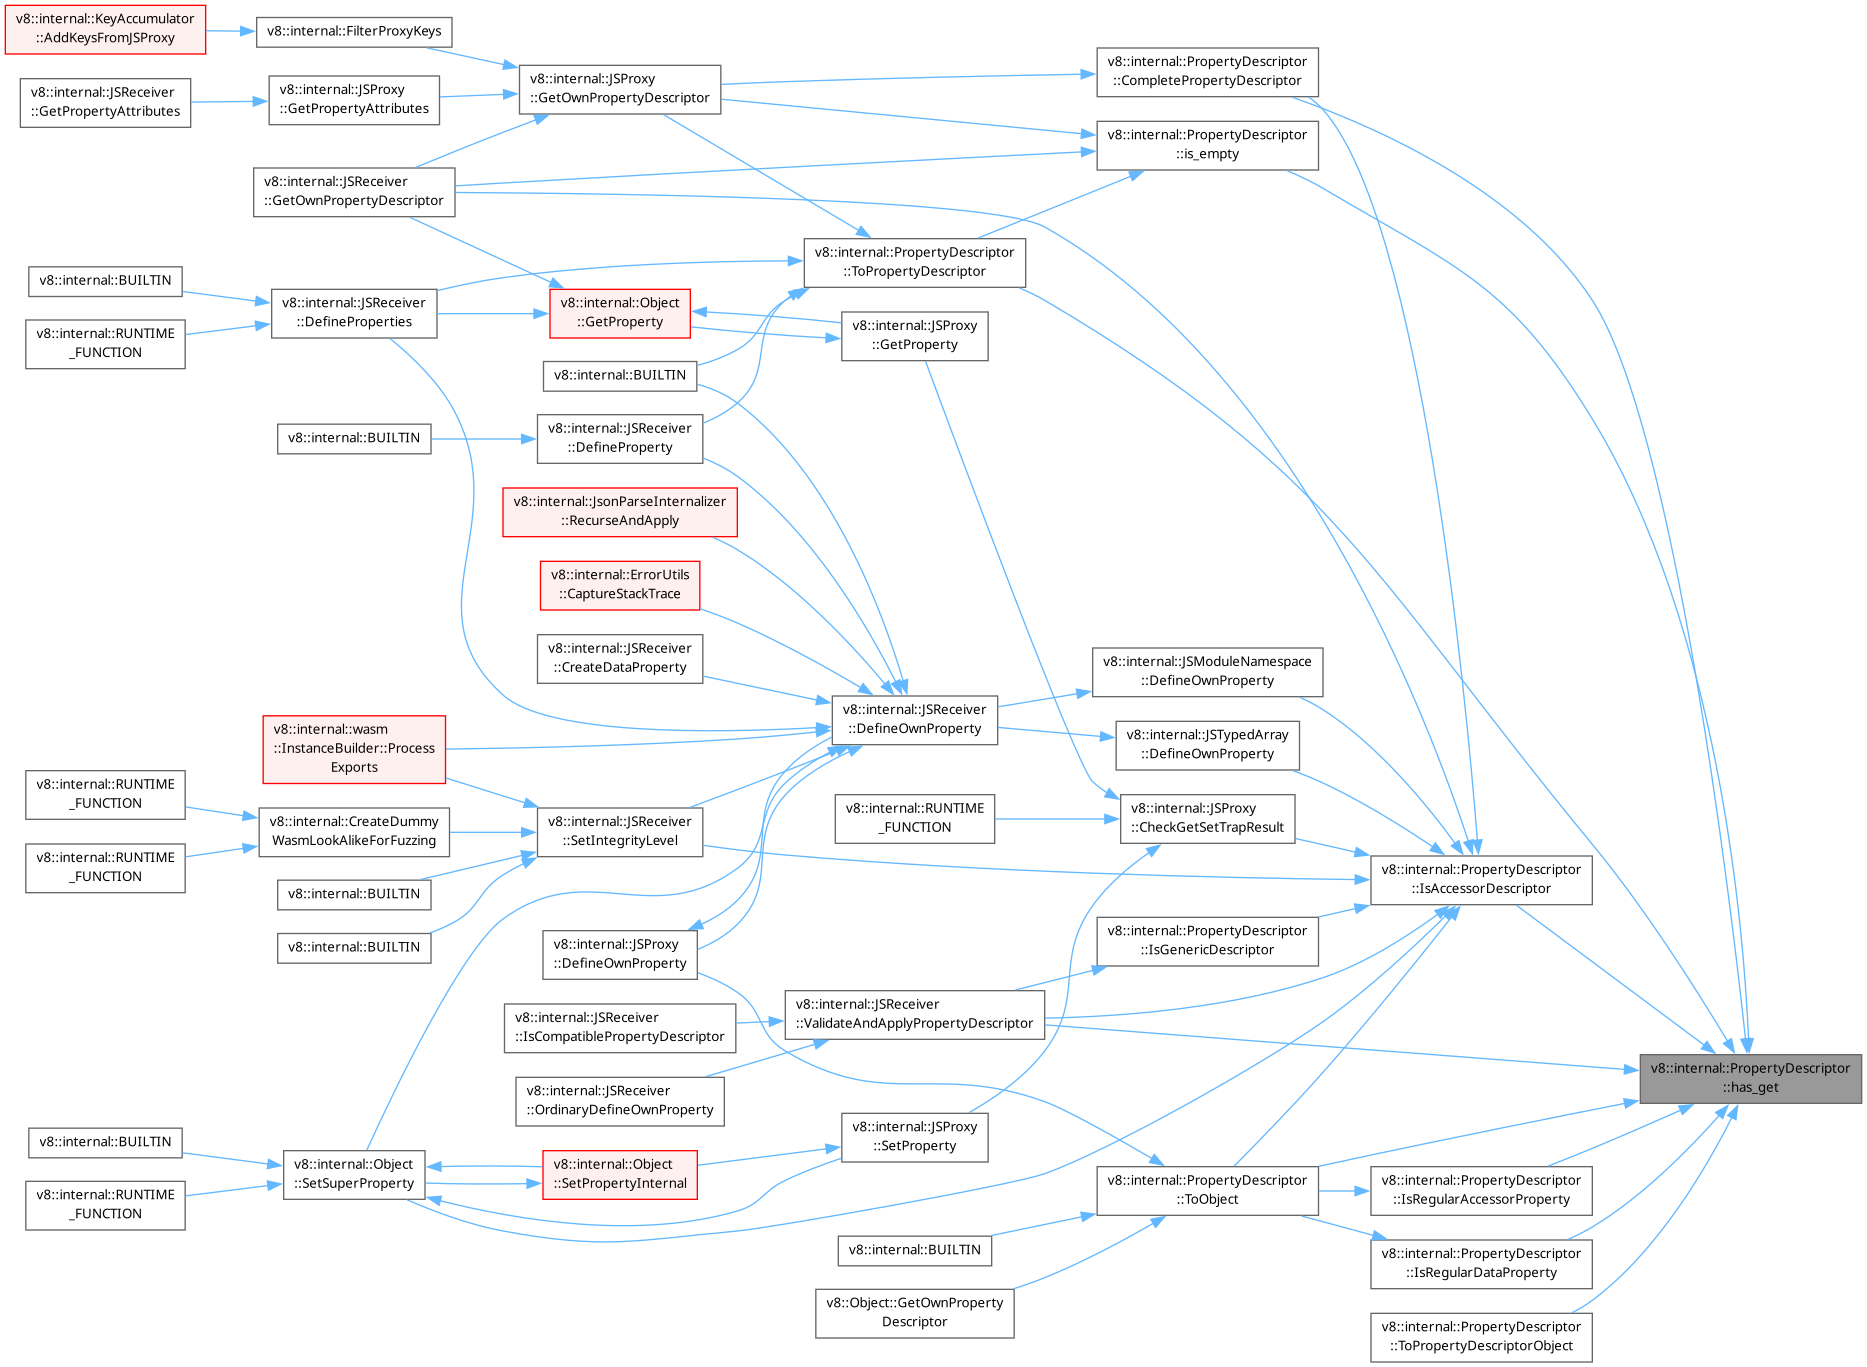 v8::internal::KeyAccumulator
::AddKeysFromJSProxy
v8::internal::FilterProxyKeys
v8::internal::JSReceiver
::GetPropertyAttributes
v8::internal::JSProxy
::GetPropertyAttributes
v8::internal::JSProxy
::GetOwnPropertyDescriptor
v8::internal::PropertyDescriptor
::CompletePropertyDescriptor
v8::internal::PropertyDescriptor
::is_empty
v8::internal::JSReceiver
::GetOwnPropertyDescriptor
v8::internal::PropertyDescriptor
::ToPropertyDescriptor
v8::internal::BUILTIN
v8::internal::RUNTIME
_FUNCTION
v8::internal::JSReceiver
::DefineProperties
v8::internal::Object
::GetProperty
v8::internal::JSProxy
::GetProperty
v8::internal::BUILTIN
v8::internal::BUILTIN
v8::internal::JSReceiver
::DefineProperty
v8::internal::JsonParseInternalizer
::RecurseAndApply
v8::internal::ErrorUtils
::CaptureStackTrace
v8::internal::JSReceiver
::CreateDataProperty
v8::internal::JSReceiver
::DefineOwnProperty
v8::internal::JSModuleNamespace
::DefineOwnProperty
v8::internal::JSTypedArray
::DefineOwnProperty
v8::internal::wasm
::InstanceBuilder::Process
Exports
v8::internal::RUNTIME
_FUNCTION
v8::internal::RUNTIME
_FUNCTION
v8::internal::CreateDummy
WasmLookAlikeForFuzzing
v8::internal::JSReceiver
::SetIntegrityLevel
v8::internal::RUNTIME
_FUNCTION
v8::internal::JSProxy
::CheckGetSetTrapResult
v8::internal::PropertyDescriptor
::IsAccessorDescriptor
v8::internal::BUILTIN
v8::internal::BUILTIN
v8::internal::JSProxy
::DefineOwnProperty
v8::internal::PropertyDescriptor
::IsGenericDescriptor
v8::internal::JSReceiver
::IsCompatiblePropertyDescriptor
v8::internal::JSReceiver
::ValidateAndApplyPropertyDescriptor
v8::internal::JSReceiver
::OrdinaryDefineOwnProperty
v8::internal::PropertyDescriptor
::has_get
v8::internal::BUILTIN
v8::internal::RUNTIME
_FUNCTION
v8::internal::Object
::SetSuperProperty
v8::internal::Object
::SetPropertyInternal
v8::internal::JSProxy
::SetProperty
v8::internal::PropertyDescriptor
::ToObject
v8::internal::PropertyDescriptor
::IsRegularAccessorProperty
v8::internal::BUILTIN
v8::internal::PropertyDescriptor
::IsRegularDataProperty
v8::Object::GetOwnProperty
Descriptor
v8::internal::PropertyDescriptor
::ToPropertyDescriptorObject